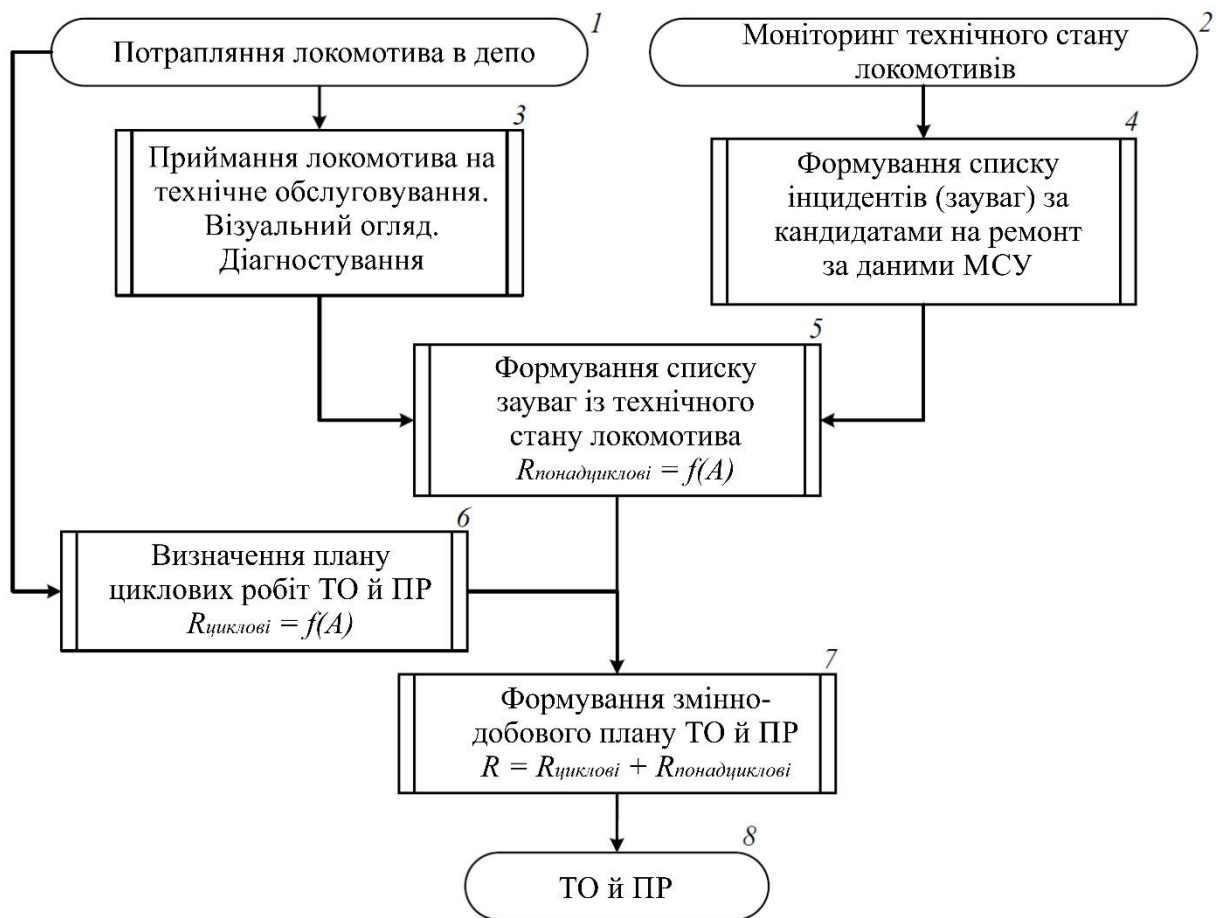 1
Потрапляння локомотива в депо
2
Моніторинг технічного стану
локомотивів
3
Приймання локомотива на
технічне обслуговування.
Візуальний огляд.
Діагностування
4
Формування списку
інцидентів (зауваг) за
кандидатами на ремонт
за даними МСУ
5
Формування списку
зауваг із технічного
стану локомотива
Rпонадциклові = f(A)
6
Визначення плану
циклових робіт ТО й ПР
Rциклові = f(A)
7
Формування змінно-
добового плану ТО й ПР
R = Rциклові + Rпонадциклові
8
ТО й ПР